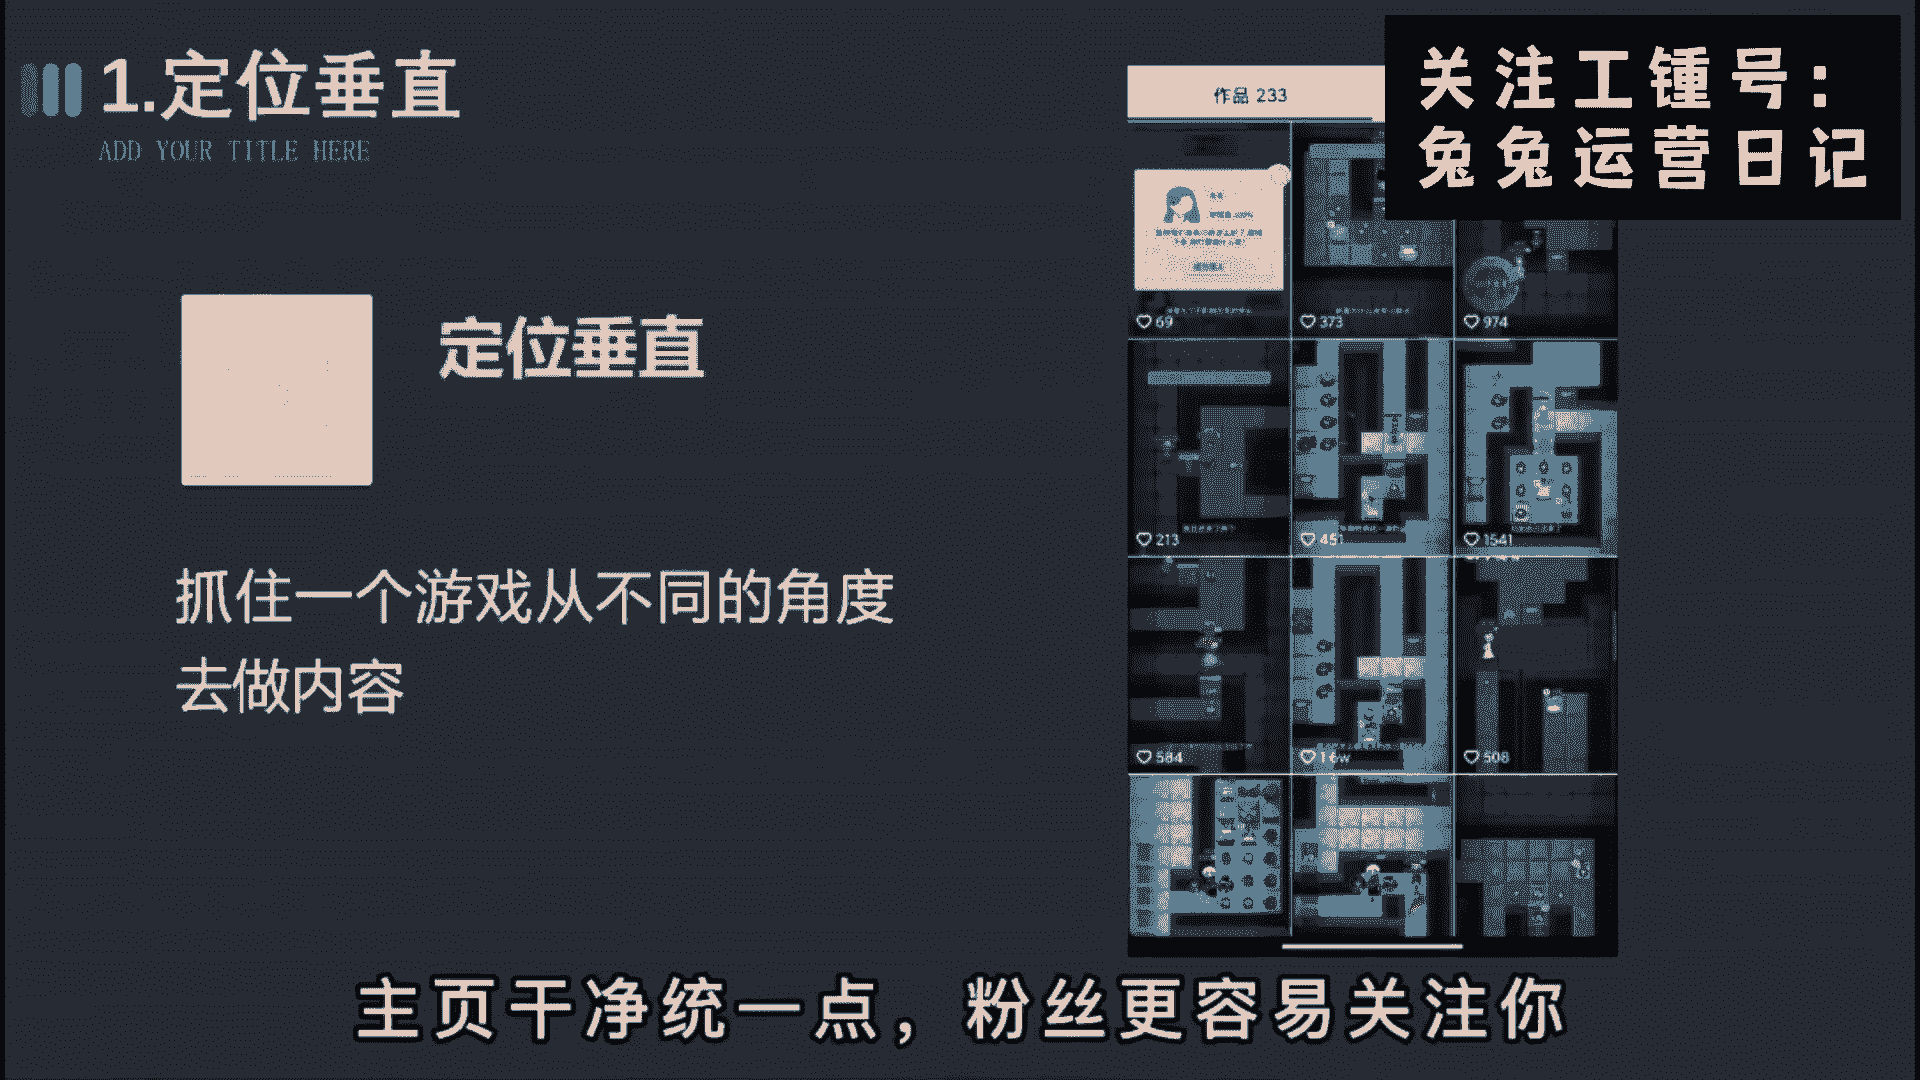 1.定位垂直
ADD YOUR TITLE HERE
关注工锺号：
兔兔运营日记
作品 233
定位垂直
抓住一个游戏从不同的角度
去做内容
69
373
974
213
451
1541
584
1.6w
508
主页干净统一点，粉丝更容易关注你